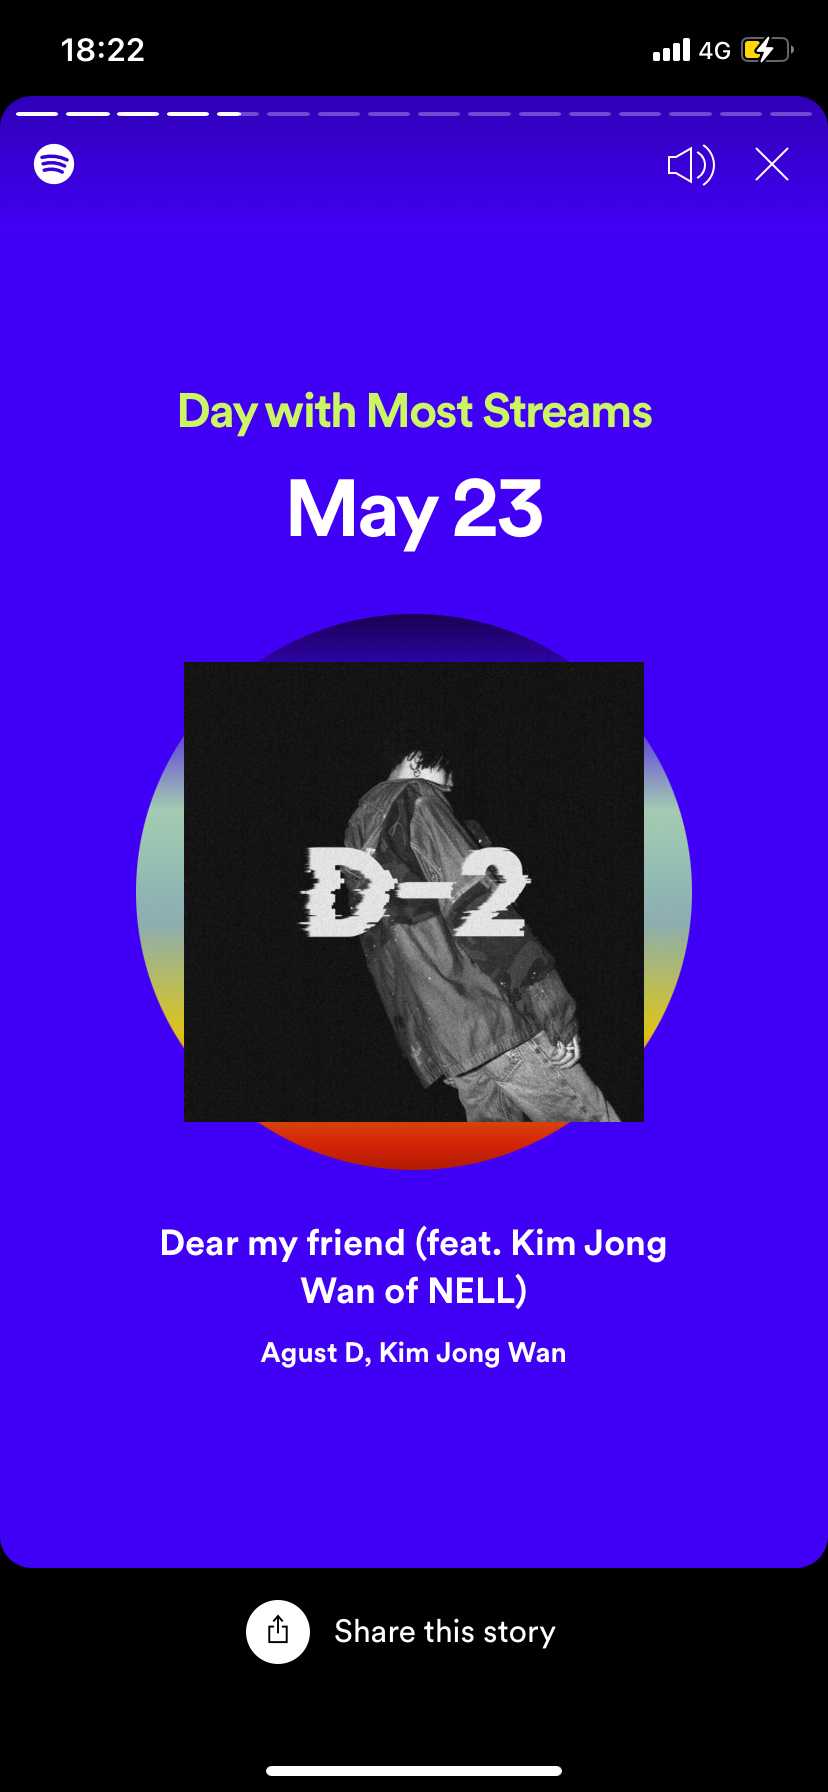 18:22
4G
Day with Most Streams
May 23
D-2
Dear my friend (feat. Kim Jong
Wan of NELL)
Agust D, Kim Jong Wan
Share this story